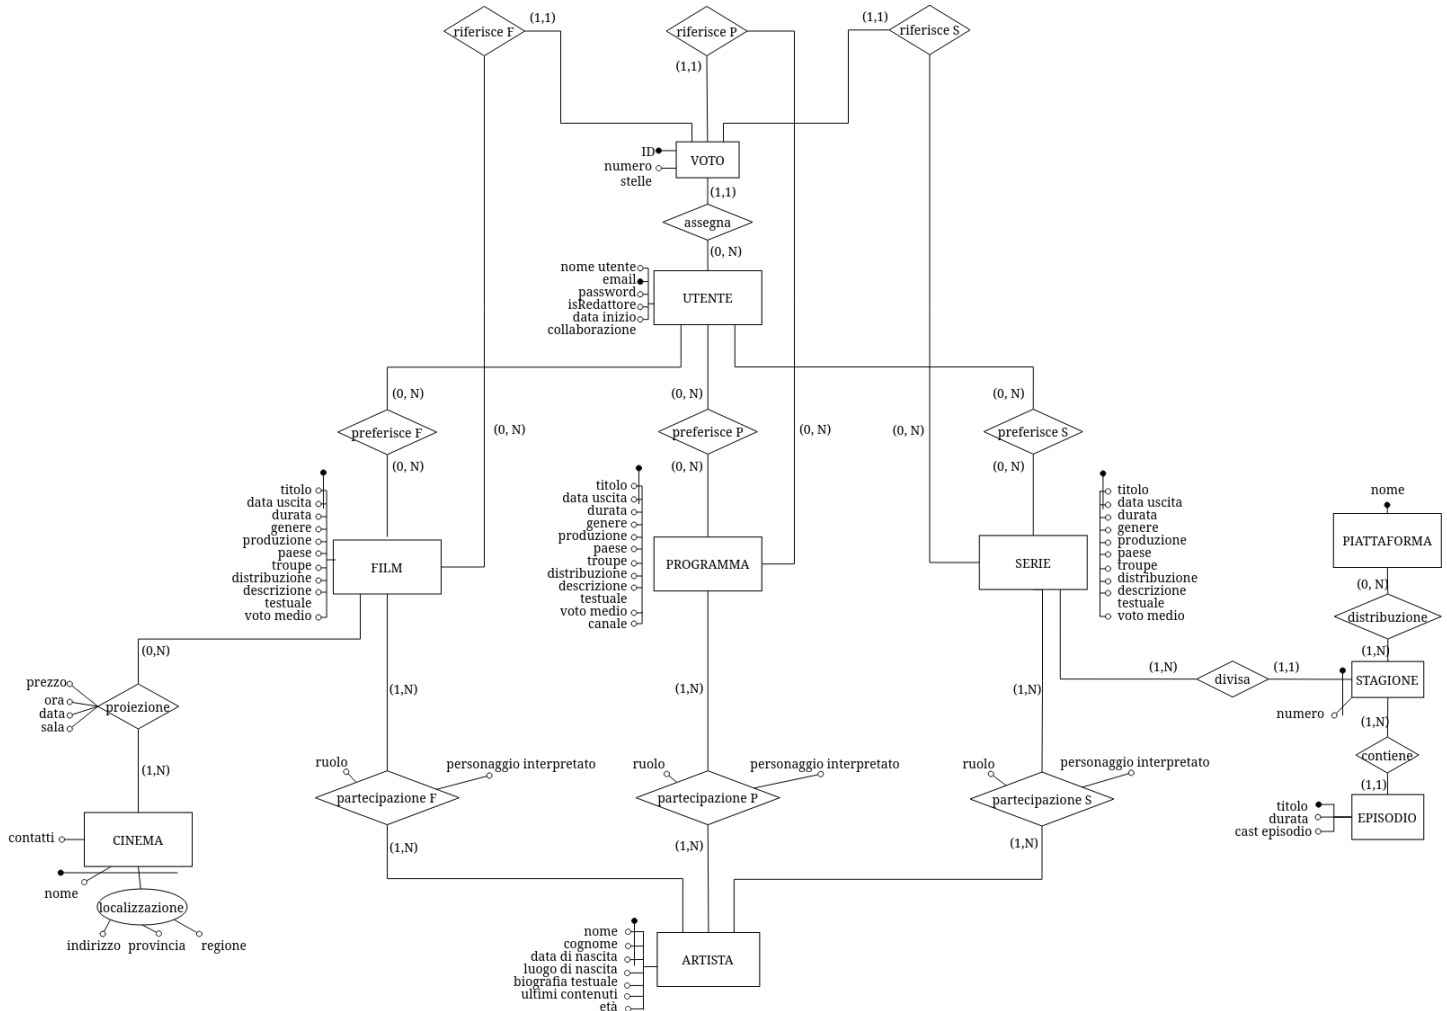 riferisce F
(1,1)
riferisce P
(1,1)
riferisce S
(1,1)
ID
numero
stelle
VOTO
(1,1)
assegna
(0, N)
nome utente
email
password
isRedattore
data inizio
collaborazione
UTENTE
(0, N)
(0, N)
(0, N)
preferisce F
(0, N)
preferisce P
(0, N)
(0, N)
preferisce S
(0, N)
(0, N)
(0, N)
titolo
data uscita
durata
genere
produzione
paese
troupe
distribuzione
descrizione
testuale
voto medio
FILM
titolo
data uscita
durata
genere
produzione
paese
troupe
distribuzione
descrizione
testuale
voto medio
canale
PROGRAMMA
SERIE
titolo
data uscita
durata
genere
produzione
paese
troupe
distribuzione
descrizione
testuale
voto medio
nome
PIATTAFORMA
(0, N)
distribuzione
(1,N)
(0,N)
prezzo
ora
data
sala
proiezione
(1,N)
(1,N)
(1,N)
(1,N)
(1,N)
divisa
(1,1)
STAGIONE
numero
(1,N)
contiene
(1,1)
titolo
durata
cast episodio
EPISODIO
ruolo
personaggio interpretato
partecipazione F
(1,N)
ruolo
personaggio interpretato
partecipazione P
(1,N)
ruolo
personaggio interpretato
partecipazione S
(1,N)
contatti
CINEMA
nome
localizzazione
indirizzo
provincia
regione
nome
cognome
data di nascita
luogo di nascita
biografia testuale
ultimi contenuti
età
ARTISTA